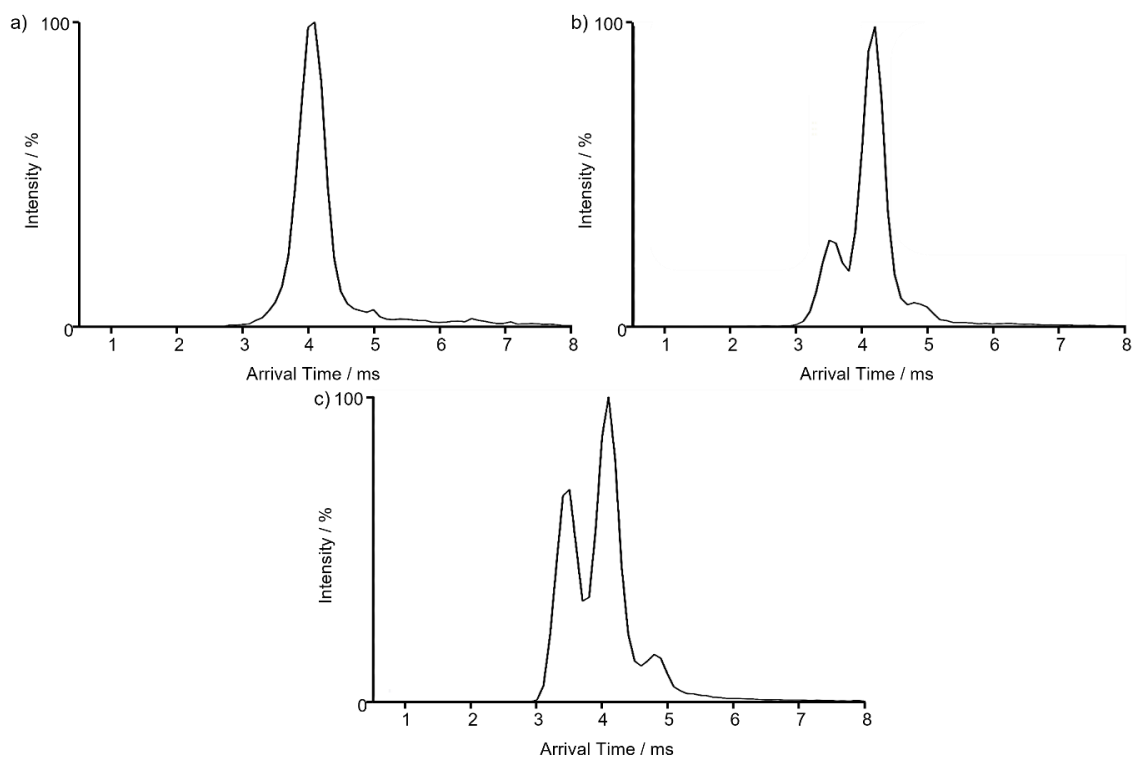 a)
100
Intensity / %
0
1 2 3 4 5 6 7 8
Arrival Time / ms
b)
100
Intensity / %
0
1 2 3 4 5 6 7 8
Arrival Time / ms
c)
100
Intensity / %
0
1 2 3 4 5 6 7 8
Arrival Time / ms